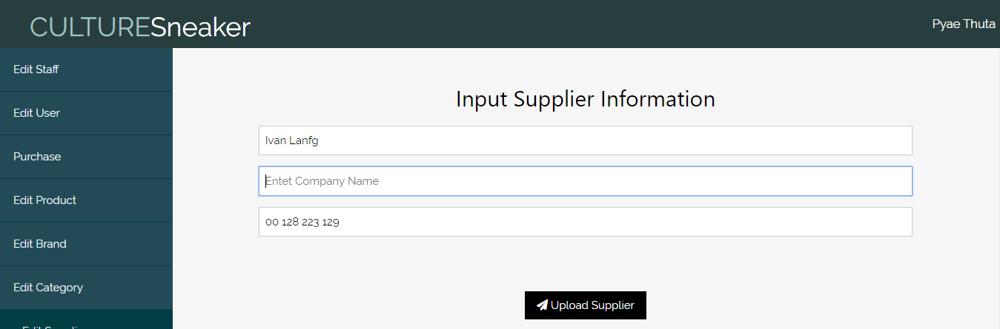 CULTURESneaker
Pyae Thuta
Edit Staff
Edit User
Purchase
Edit Product
Edit Brand
Edit Category
Input Supplier Information
Ivan Lanfg
Entet Company Name
00 128 223 129
Upload Supplier